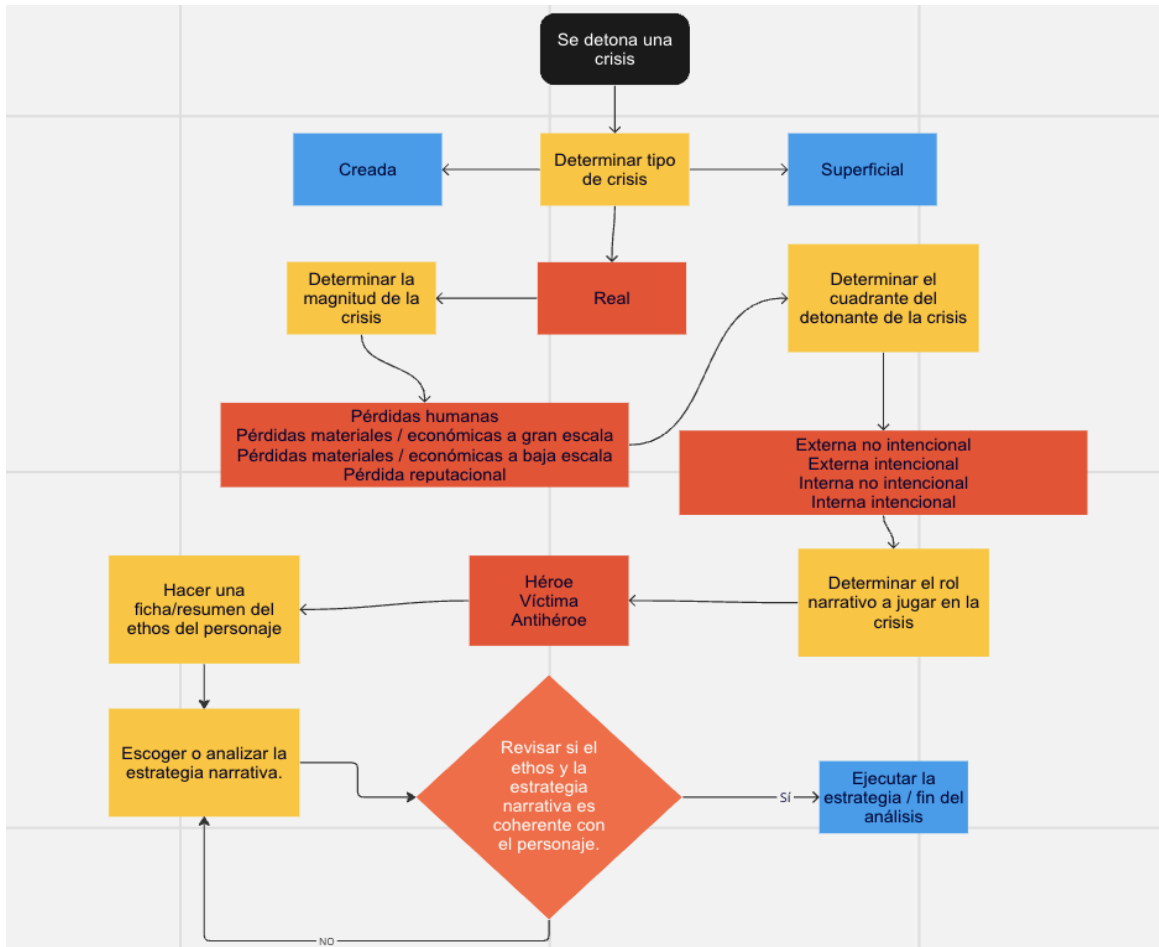 Se detona una
crisis
Creada
Determinar tipo
de crisis
Superficial
Determinar la
magnitud de la
crisis
Real
Determinar el
cuadrante del
detonante de la crisis
Pérdidas humanas
Pérdidas materiales / económicas a gran escala
Pérdidas materiales / económicas a baja escala
Pérdida reputacional
Externa no intencional
Externa intencional
Interna no intencional
Interna intencional
Hacer una
ficha/resumen del
ethos del personaje
Héroe
Víctima
Antihéroe
Determinar el rol
narrativo a jugar en la
crisis
Escoger o analizar la
estrategia narrativa.
Revisar si el
ethos y la
estrategia
narrativa es
coherente con
el personaje.
Sí
Ejecutar la
estrategia / fin del
análisis
NO